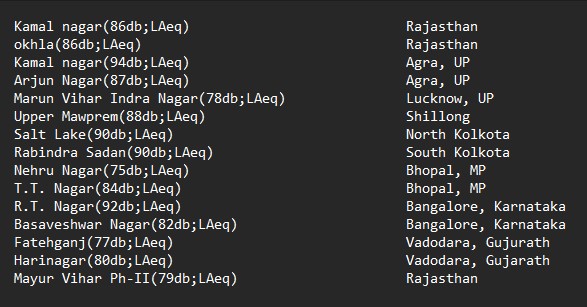 Kamal nagar(86db;LAeq) Rajasthan
okhla(86db;LAeq) Rajasthan
Kamal nagar(94db;LAeq) Agra, UP
Arjun Nagar(87db;LAeq) Agra, UP
Marun Vihar Indra Nagar(78db;LAeq) Lucknow, UP
Upper Mawprem(88db;LAeq) Shillong
Salt Lake(90db;LAeq) North Kolkota
Rabindra Sadan(90db;LAeq) South Kolkota
Nehru Nagar(75db;LAeq) Bhopal, MP
T.T. Nagar(84db;LAeq) Bhopal, MP
R.T. Nagar(92db;LAeq) Bangalore, Karnataka
Basaveshwar Nagar(82db;LAeq) Bangalore, Karnataka
Fatehganj(77db;LAeq) Vadodara, Gujurath
Harinagar(80db;LAeq) Vadodara, Gujarath
Mayur Vihar Ph-II(79db;LAeq) Rajasthan